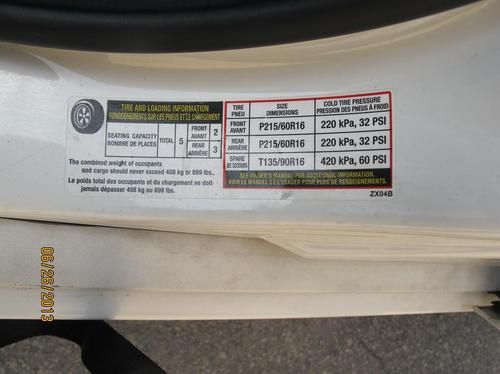 TIRE AND LOADING INFORMATION
RENSEIGNEMENTS SUR LES PNEUS ET LE CHARGEMENT
SEATING CAPACITY
NOMBRE DE PLACES
TOTAL 5
FRONT
AVANT 2
REAR
ARRIÈRE 3
The combined weight of occupants
and cargo should never exceed 408 kg or 899 lbs..
Le poids total des occupants et du chargement ne doit
jamais dépasser 408 kg or 899 lbs..
TIRE
PNEU
SIZE
DIMENSIONS
COLD TIRE PRESSURE
PRESSION DES PNEUS À FROID
FRONT
AVANT
P215/60R16 220 kPa, 32 PSI
REAR
ARRIÈRE
P215/60R16 220 kPa, 32 PSI
SPARE
DE SECOURS
T135/90R16 420 kPa, 60 PSI
SEE OWNER'S MANUAL FOR ADDITIONAL INFORMATION.
VOIR LE MANUEL DE L'USAGER POUR PLUS DE RENSEIGNEMENTS.
ZX04B
06/26/2013